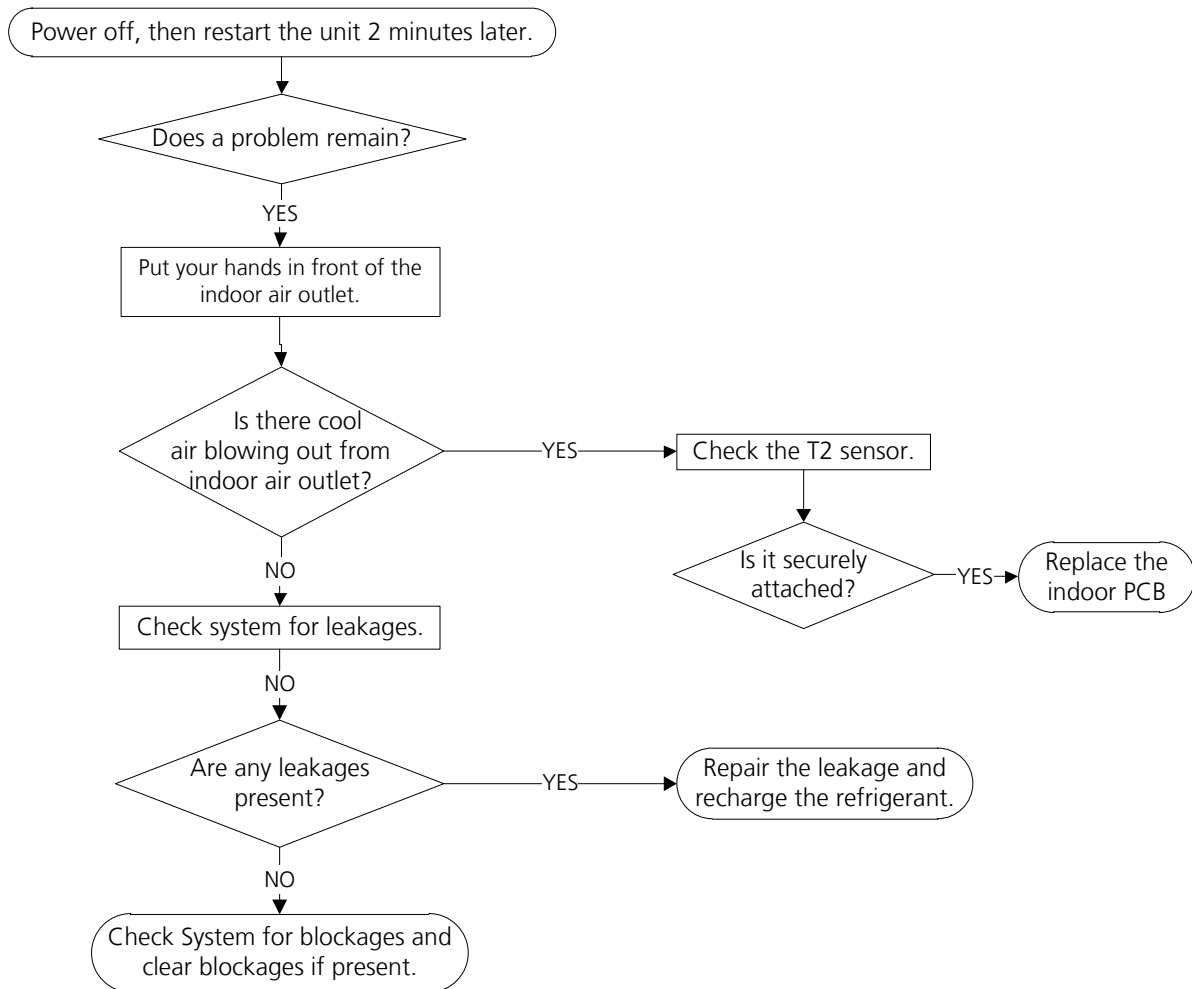 Power off, then restart the unit 2 minutes later.
Does a problem remain?
YES
Put your hands in front of the
indoor air outlet.
Is there cool
air blowing out from
indoor air outlet?
YES
Check the T2 sensor.
Is it securely
attached?
YES
Replace the
indoor PCB
NO
Check system for leakages.
NO
Are any leakages
present?
YES
Repair the leakage and
recharge the refrigerant.
NO
Check System for blockages and
clear blockages if present.